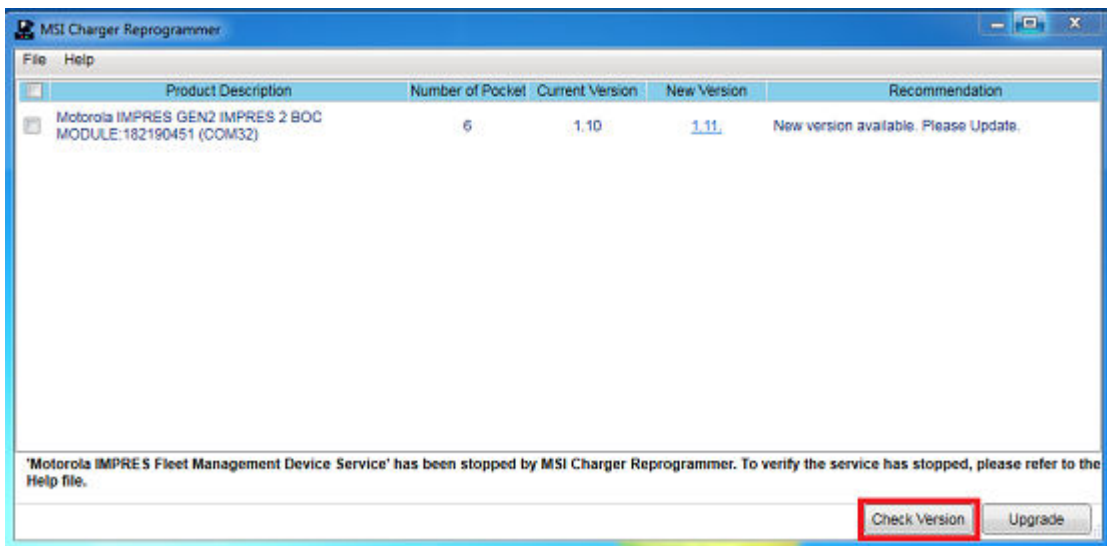 MSI Charger Reprogrammer
File Help
Product Description Number of Pocket Current Version New Version Recommendation
Motorola IMPRES GEN2 IMPRES 2 BOC
MODULE:182190451 (COM32) 6 1.10 1.11. New version available. Please Update.
'Motorola IMPRES Fleet Management Device Service' has been stopped by MSI Charger Reprogrammer. To verify the service has stopped, please refer to the
Help file.
Check Version Upgrade